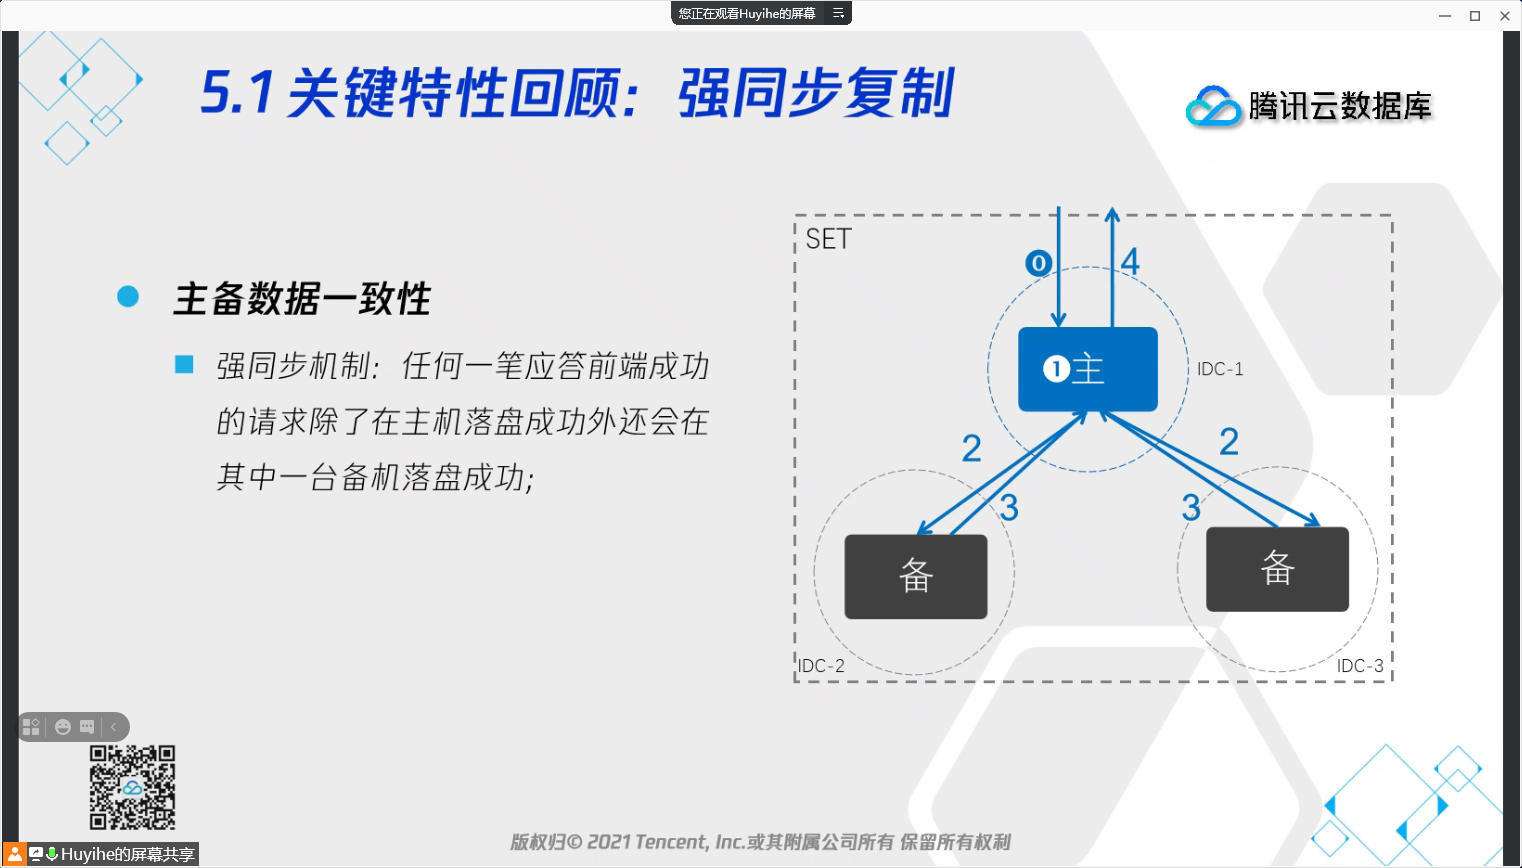 您正在观看Huyihe的屏幕
5.1 关键特性回顾：强同步复制
腾讯云数据库
主备数据一致性
强同步机制：任何一笔应答前端成功
的请求除了在主机落盘成功外还会在
其中一台备机落盘成功;
SET
0
4
1主
IDC-1
2
2
3
3
备
备
IDC-2
IDC-3
版权归© 2021 Tencent, Inc.或其附属公司所有 保留所有权利
Huyihe的屏幕共享